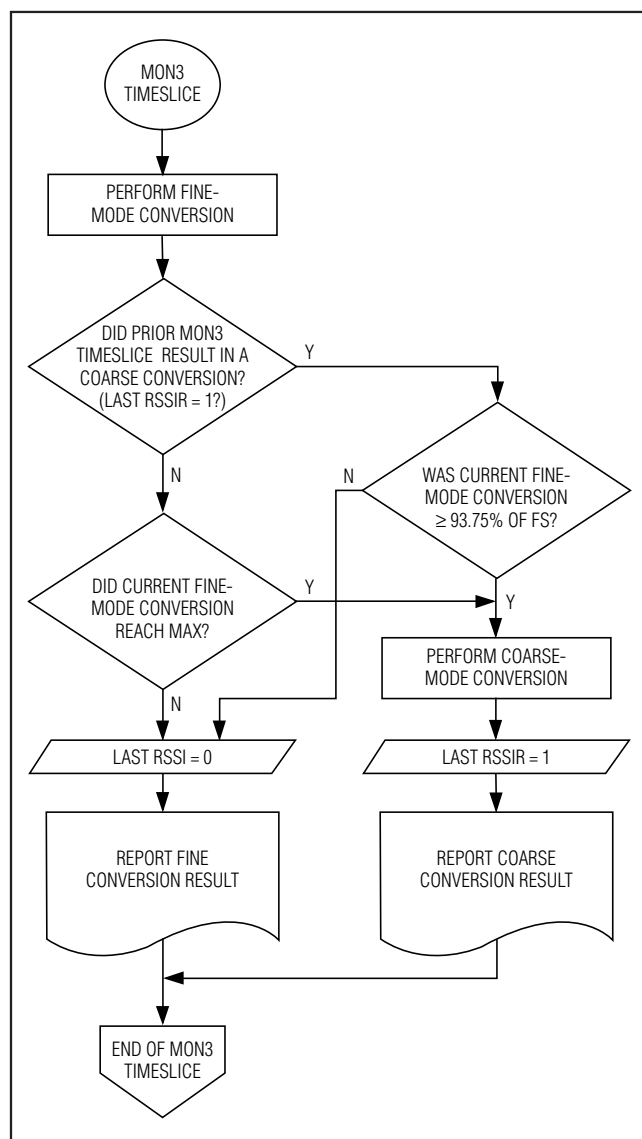 MON3
TIMESLICE
PERFORM FINE-
MODE CONVERSION
DID PRIOR MON3
TIMESLICE RESULT IN A
COARSE CONVERSION?
(LAST RSSIR = 1?)
Y
N
N
WAS CURRENT FINE-
MODE CONVERSION
≥ 93.75% OF FS?
DID CURRENT FINE-
MODE CONVERSION
REACH MAX?
Y
Y
N
PERFORM COARSE-
MODE CONVERSION
LAST RSSI = 0
LAST RSSIR = 1
REPORT FINE
CONVERSION RESULT
REPORT COARSE
CONVERSION RESULT
END OF MON3
TIMESLICE